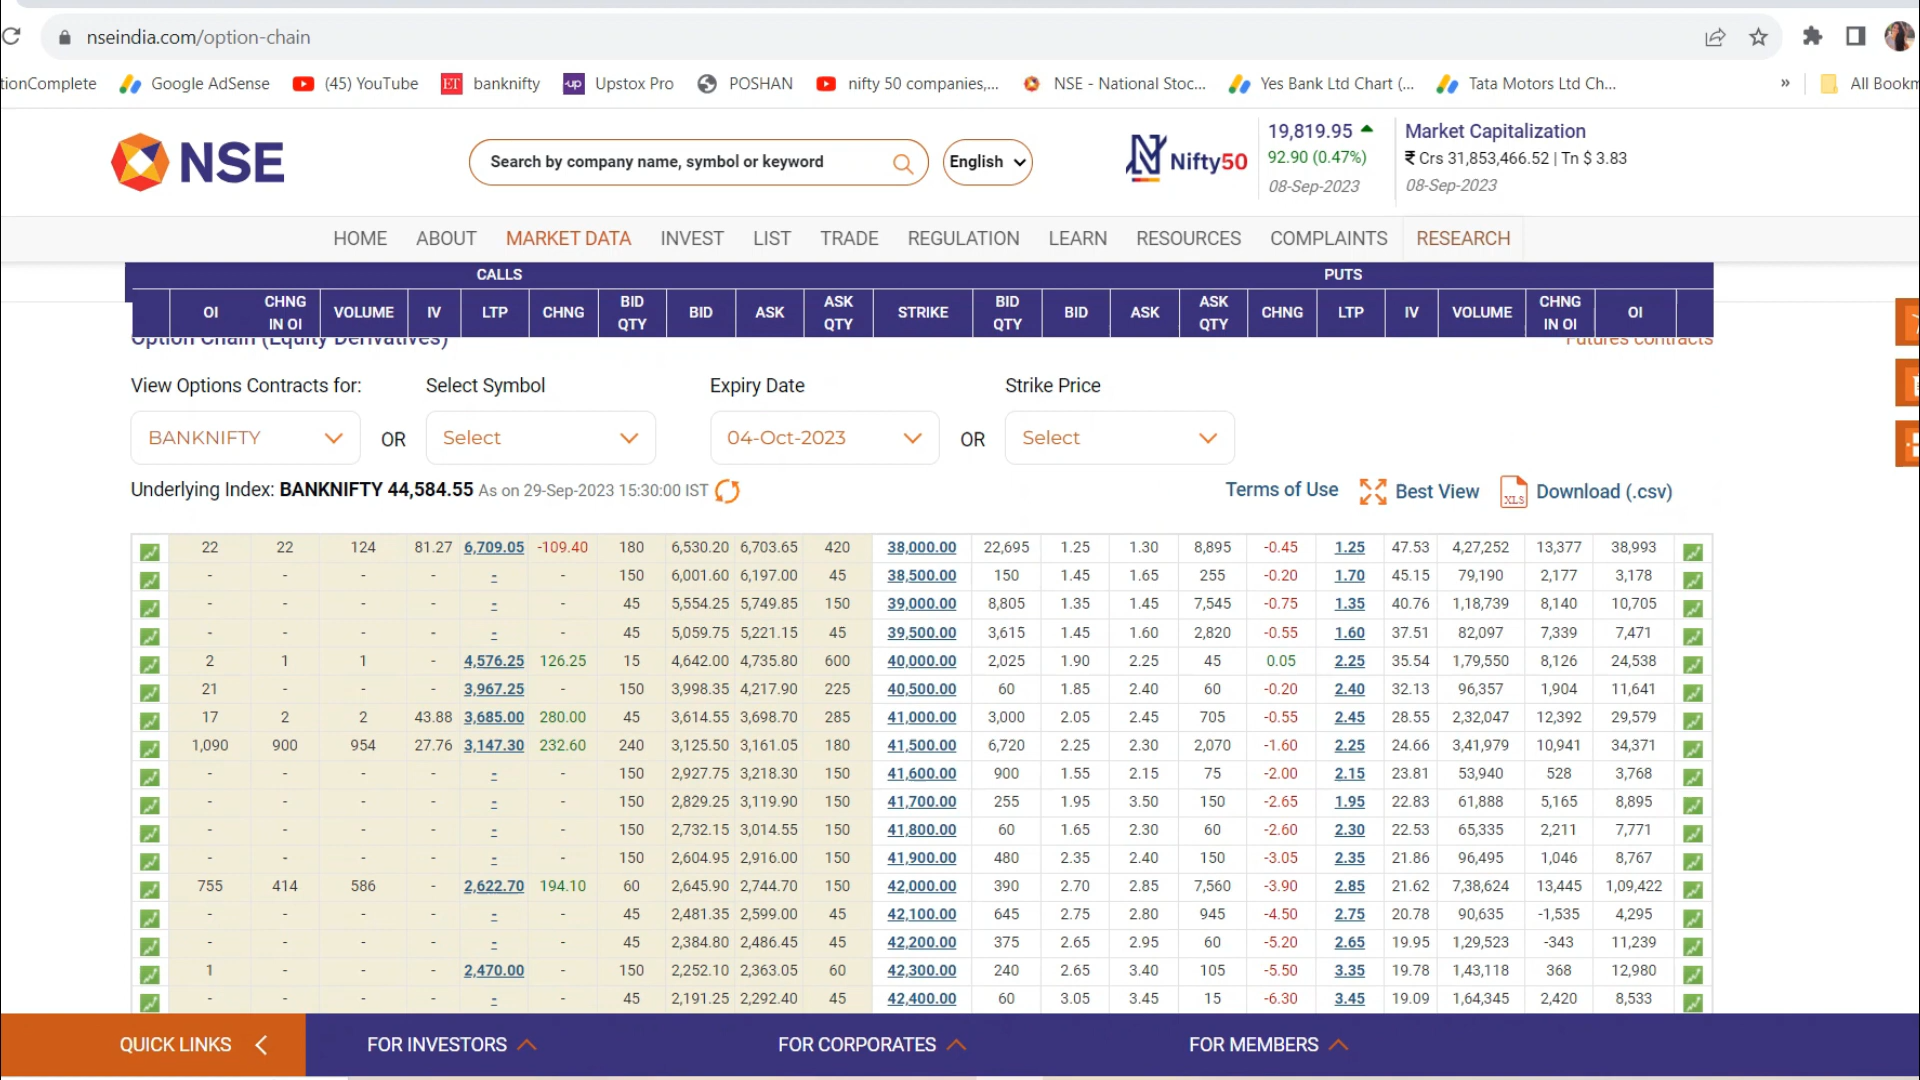 nseindia.com/option-chain
tionComplete Google AdSense (45) YouTube ET banknifty up Upstox Pro POSHAN nifty 50 companies,... NSE - National Stoc... Yes Bank Ltd Chart (... Tata Motors Ltd Ch... » All Bookm
NSE
Search by company name, symbol or keyword
English
Nifty50
19,819.95
92.90 (0.47%)
08-Sep-2023
Market Capitalization
₹ Crs 31,853,466.52 | Tn $ 3.83
08-Sep-2023
HOME ABOUT MARKET DATA INVEST LIST TRADE REGULATION LEARN RESOURCES COMPLAINTS RESEARCH
CALLS PUTS
OI CHNG IN OI VOLUME IV LTP CHNG BID QTY BID ASK ASK QTY STRIKE BID QTY BID ASK ASK QTY CHNG LTP IV VOLUME CHNG IN OI OI
Option Chain (Equity Derivatives) Futures contracts
View Options Contracts for: Select Symbol Expiry Date Strike Price
BANKNIFTY OR Select 04-Oct-2023 OR Select
Underlying Index: BANKNIFTY 44,584.55 As on 29-Sep-2023 15:30:00 IST Terms of Use Best View XLS Download (.csv)
22 22 124 81.27 6,709.05 -109.40 180 6,530.20 6,703.65 420 38,000.00 22,695 1.25 1.30 8,895 -0.45 1.25 47.53 4,27,252 13,377 38,993
- - - - - - 150 6,001.60 6,197.00 45 38,500.00 150 1.45 1.65 255 -0.20 1.70 45.15 79,190 2,177 3,178
- - - - - - 45 5,554.25 5,749.85 150 39,000.00 8,805 1.35 1.45 7,545 -0.75 1.35 40.76 1,18,739 8,140 10,705
- - - - - - 45 5,059.75 5,221.15 45 39,500.00 3,615 1.45 1.60 2,820 -0.55 1.60 37.51 82,097 7,339 7,471
2 1 1 - 4,576.25 126.25 15 4,642.00 4,735.80 600 40,000.00 2,025 1.90 2.25 45 0.05 2.25 35.54 1,79,550 8,126 24,538
21 - - - 3,967.25 - 150 3,998.35 4,217.90 225 40,500.00 60 1.85 2.40 60 -0.20 2.40 32.13 96,357 1,904 11,641
17 2 2 43.88 3,685.00 280.00 45 3,614.55 3,698.70 285 41,000.00 3,000 2.05 2.45 705 -0.55 2.45 28.55 2,32,047 12,392 29,579
1,090 900 954 27.76 3,147.30 232.60 240 3,125.50 3,161.05 180 41,500.00 6,720 2.25 2.30 2,070 -1.60 2.25 24.66 3,41,979 10,941 34,371
- - - - - - 150 2,927.75 3,218.30 150 41,600.00 900 1.55 2.15 75 -2.00 2.15 23.81 53,940 528 3,768
- - - - - - 150 2,829.25 3,119.90 150 41,700.00 255 1.95 3.50 150 -2.65 1.95 22.83 61,888 5,165 8,895
- - - - - - 150 2,732.15 3,014.55 150 41,800.00 60 1.65 2.30 60 -2.60 2.30 22.53 65,335 2,211 7,771
- - - - - - 150 2,604.95 2,916.00 150 41,900.00 480 2.35 2.40 150 -3.05 2.35 21.86 96,495 1,046 8,767
755 414 586 - 2,622.70 194.10 60 2,645.90 2,744.70 150 42,000.00 390 2.70 2.85 7,560 -3.90 2.85 21.62 7,38,624 13,445 1,09,422
- - - - - - 45 2,481.35 2,599.00 45 42,100.00 645 2.75 2.80 945 -4.50 2.75 20.78 90,635 -1,535 4,295
- - - - - - 45 2,384.80 2,486.45 45 42,200.00 375 2.65 2.95 60 -5.20 2.65 19.95 1,29,523 -343 11,239
1 - - - 2,470.00 - 150 2,252.10 2,363.05 60 42,300.00 240 2.65 3.40 105 -5.50 3.35 19.78 1,43,118 368 12,980
- - - - - - 45 2,191.25 2,292.40 45 42,400.00 60 3.05 3.45 15 -6.30 3.45 19.09 1,64,345 2,420 8,533
QUICK LINKS FOR INVESTORS FOR CORPORATES FOR MEMBERS